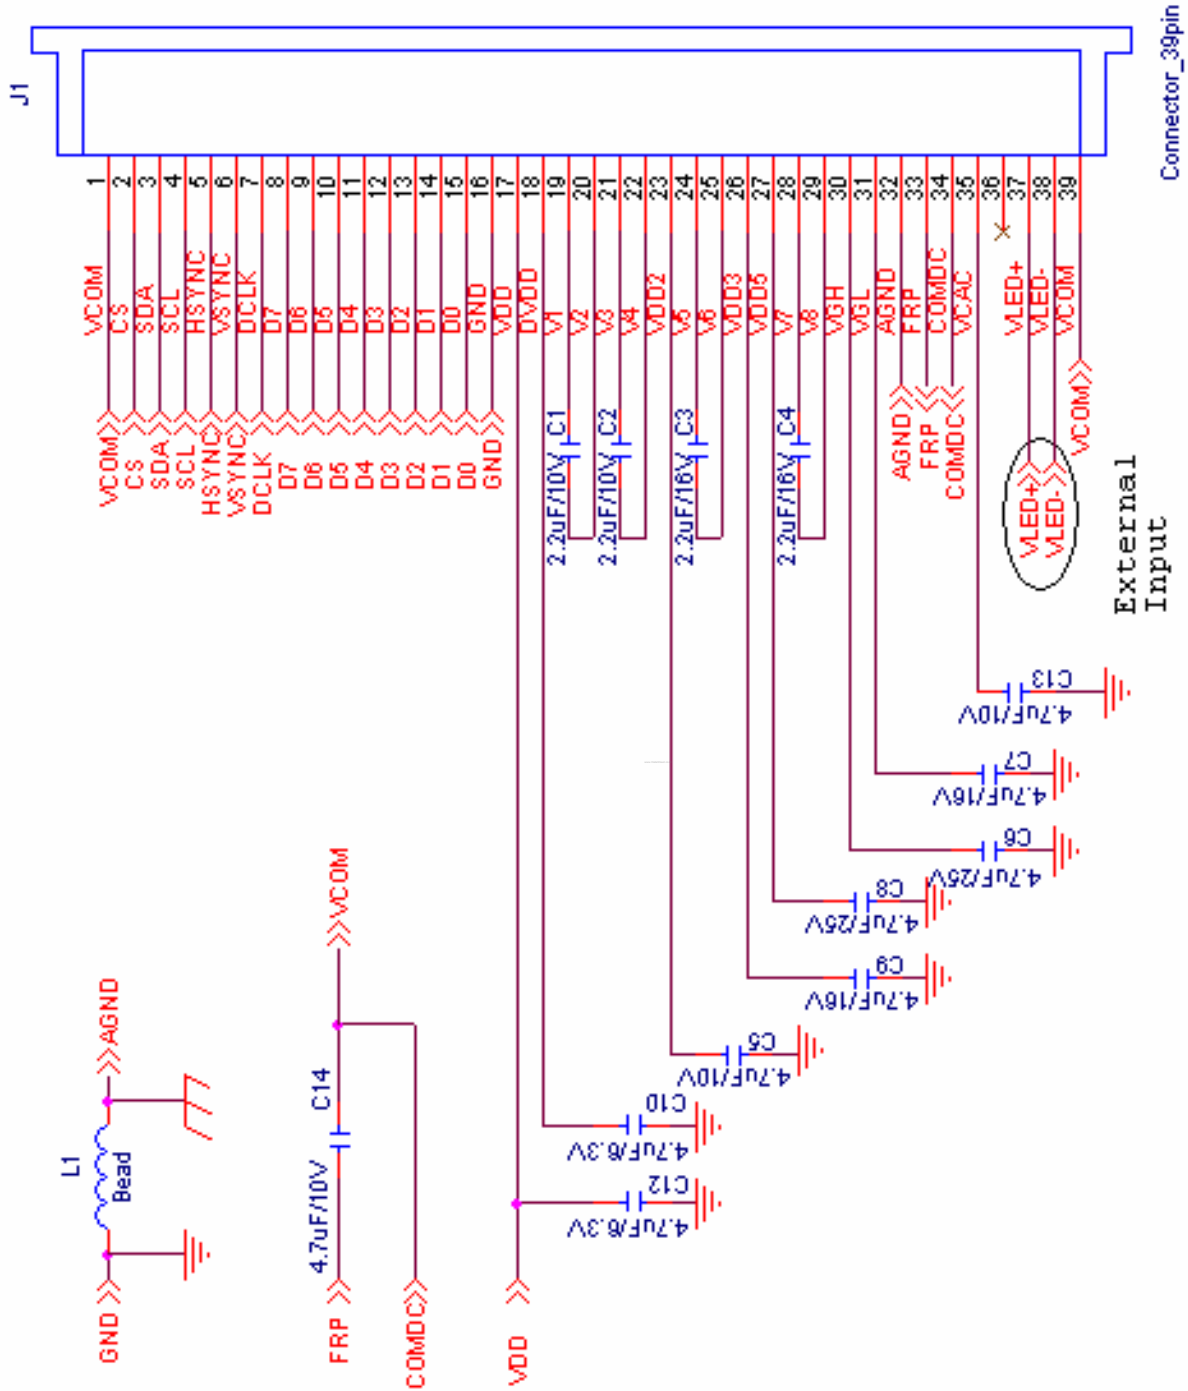 J1
Connector_39pin
1
2
3
4
5
6
7
8
9
10
11
12
13
14
15
16
17
18
19
20
21
22
23
24
25
26
27
28
29
30
31
32
33
34
35
36
37
38
39
VCOM
CS
SDA
SCL
HSYNC
VSYNC
DCLK
D7
D6
D5
D4
D3
D2
D1
D0
GND
VDD
DVDD
V1
V2
V3
V4
VDD2
V5
V6
VDD3
VDD5
V7
V8
VGH
VGL
AGND
FRP
COMDC
VCAC
VLED+
VLED-
VCOM
VCOM
CS
SDA
SCL
HSYNC
VSYNC
DCLK
D7
D6
D5
D4
D3
D2
D1
D0
GND
2.2uF/10V C1
2.2uF/10V C2
2.2uF/16V C3
2.2uF/16V C4
AGND
FRP
COMDC
VLED+
VLED-
VCOM
External
Input
C13
4.7uF/10V
C7
4.7uF/16V
C6
4.7uF/25V
C8
4.7uF/25V
C9
4.7uF/16V
C5
4.7uF/10V
C10
4.7uF/6.3V
C12
4.7uF/6.3V
AGND
L1
Bead
GND
VCOM
C14
4.7uF/10V
FRP
COMDC
VDD